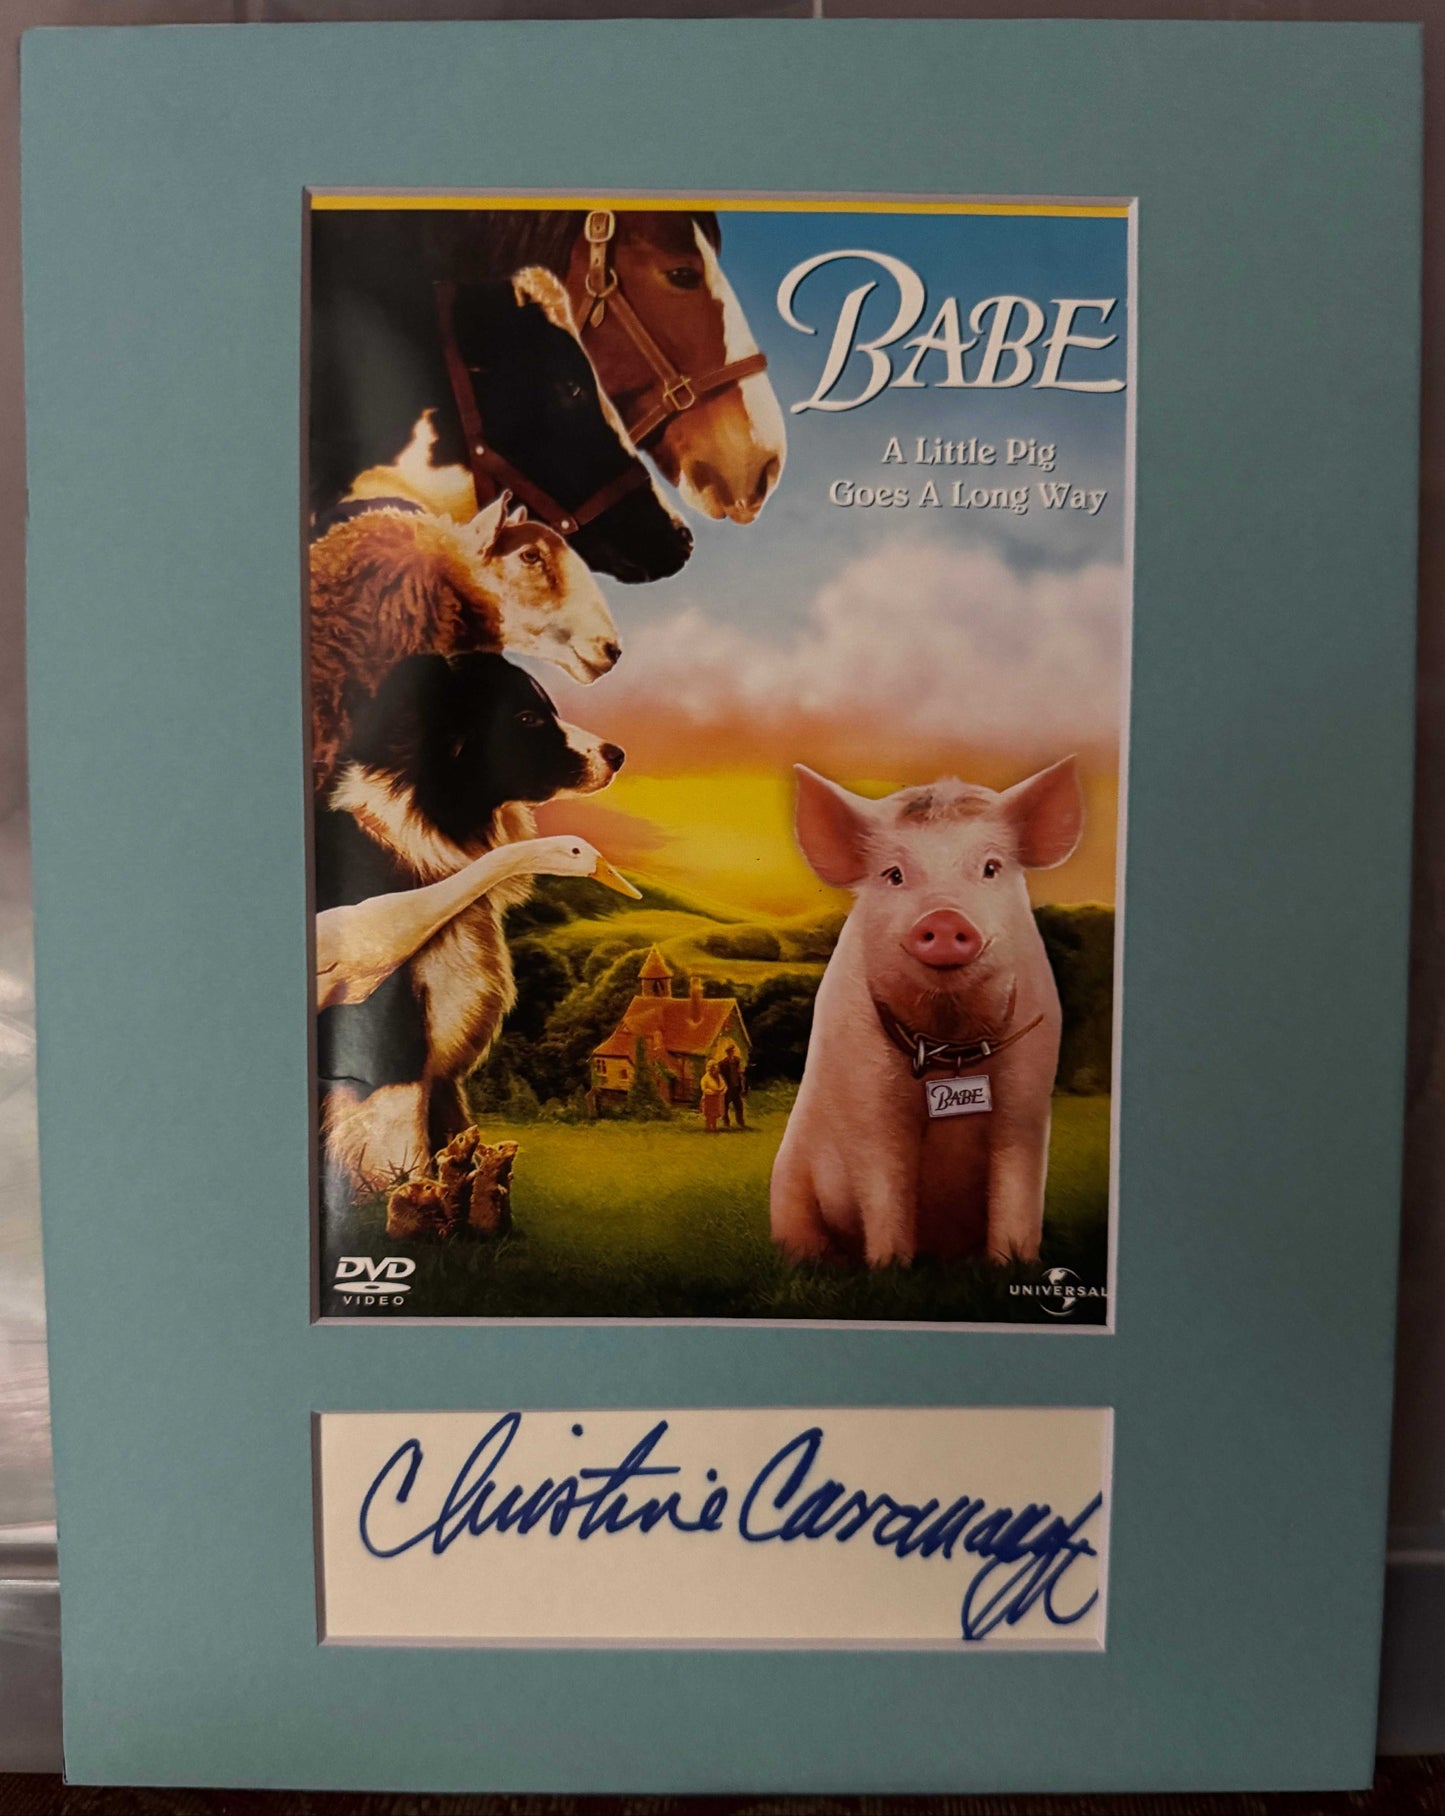 BABE
A Little Pig
Goes A Long Way
BABE
DVD
VIDEO
UNIVERSAL
Christine Cavanaugh